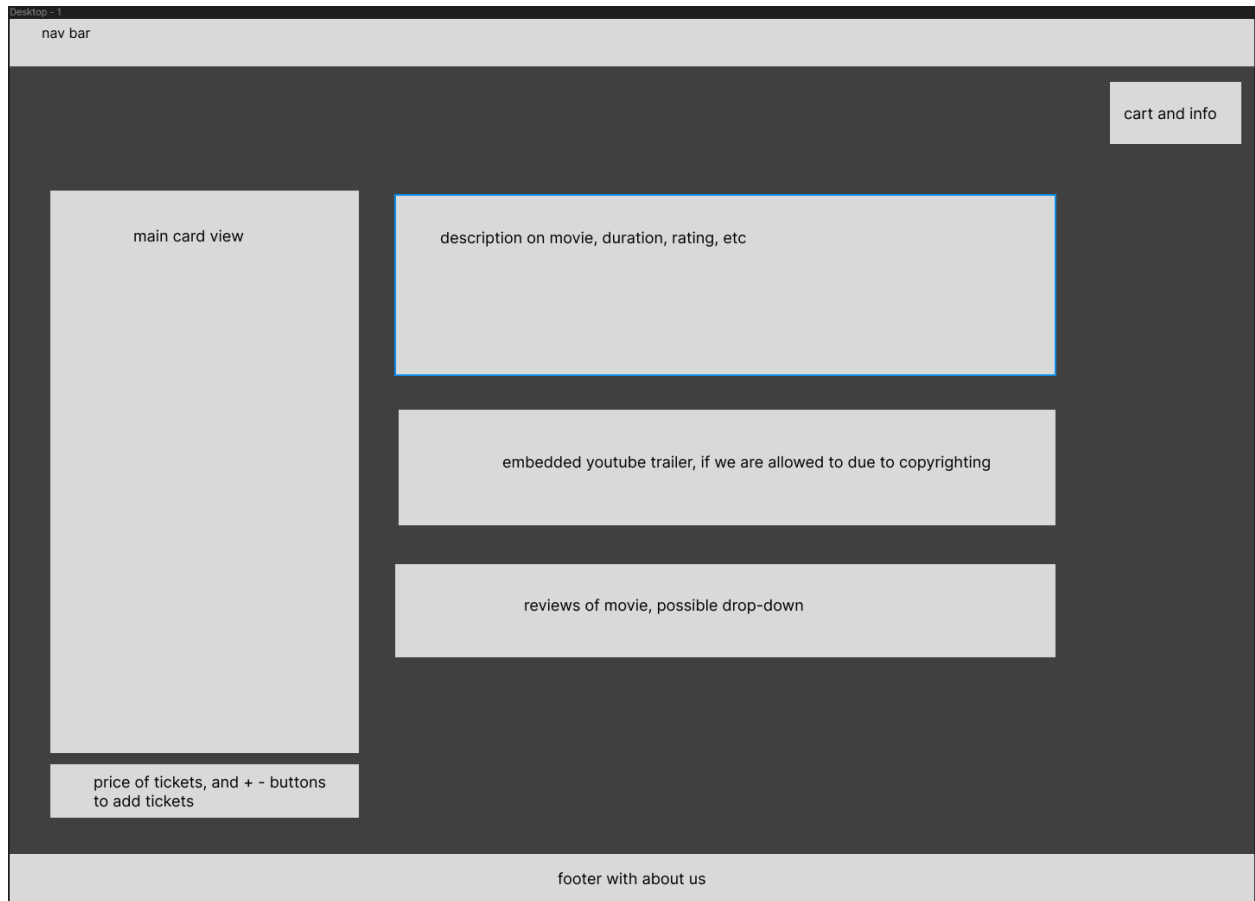 Desktop - 1
nav bar
cart and info
main card view
description on movie, duration, rating, etc
embedded youtube trailer, if we are allowed to due to copyrighting
reviews of movie, possible drop-down
price of tickets, and + - buttons
to add tickets
footer with about us